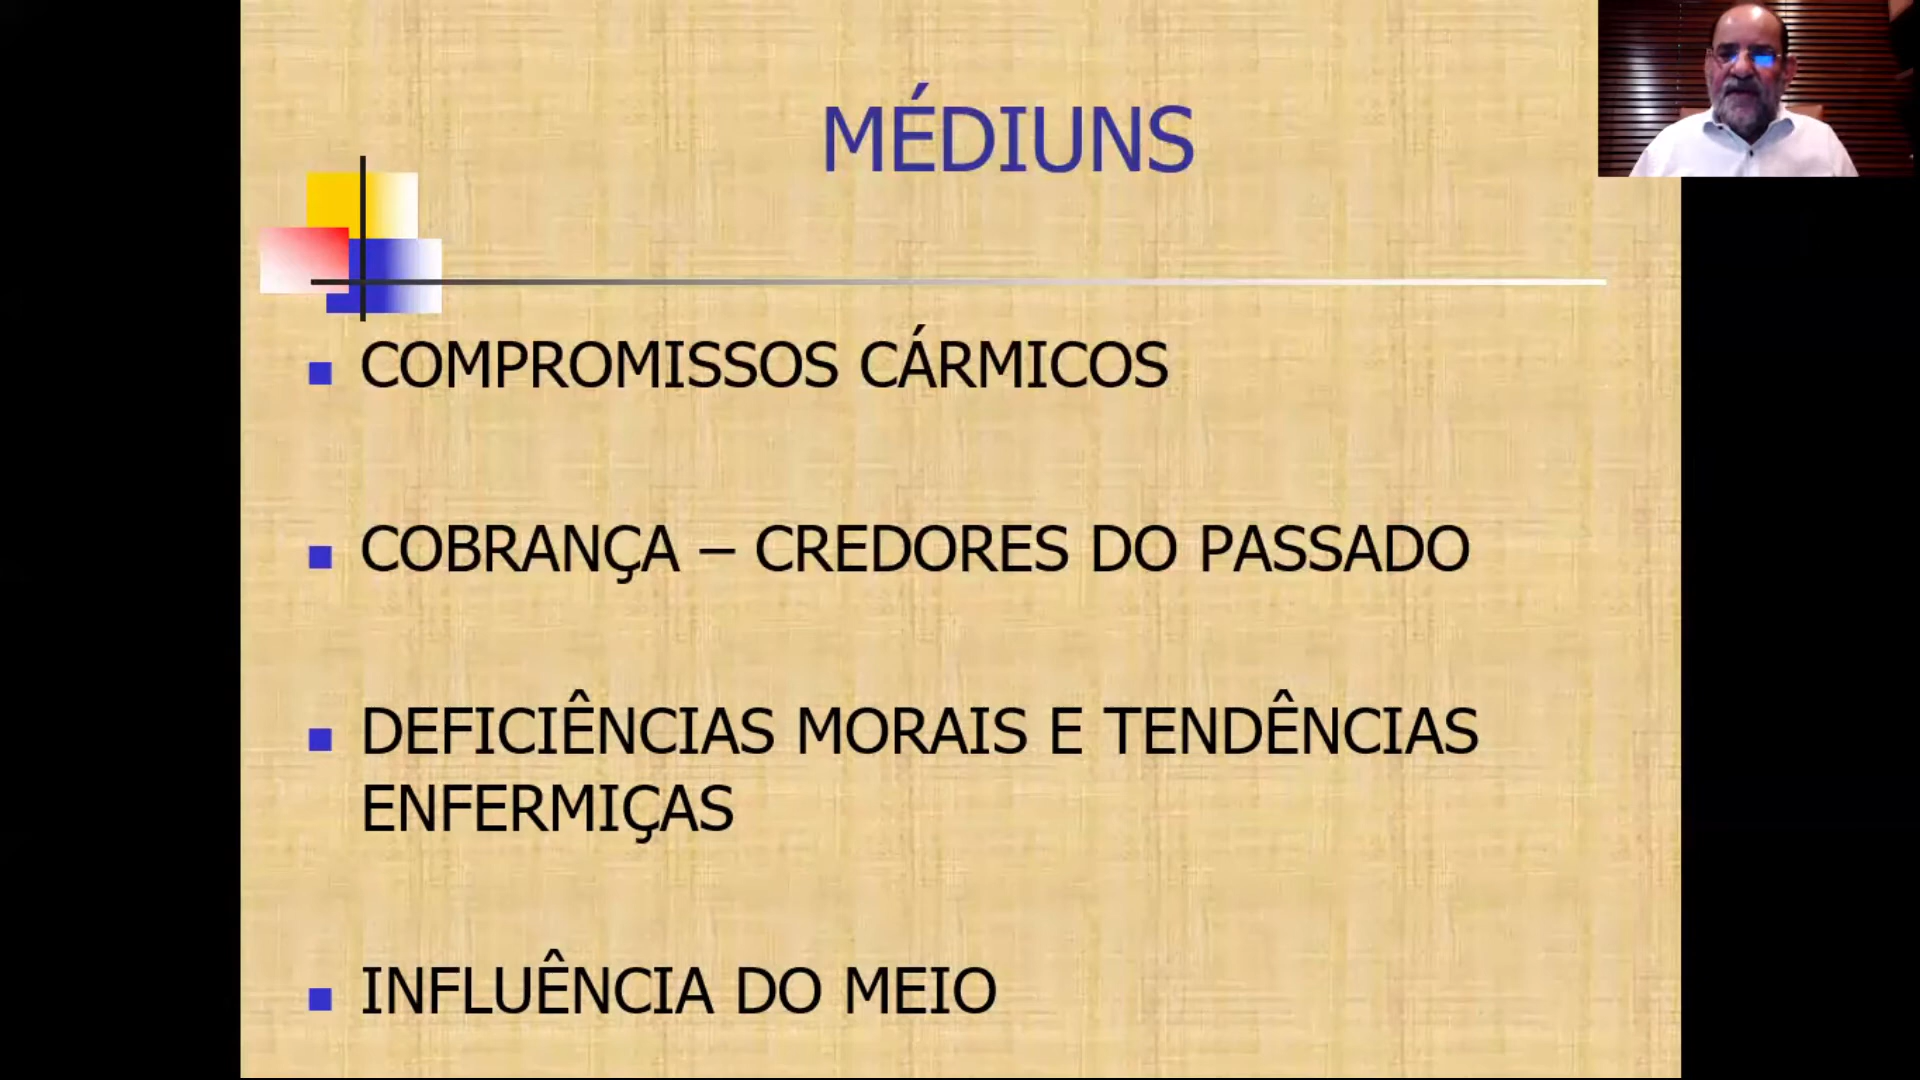 MÉDIUNS
COMPROMISSOS CÁRMICOS
COBRANÇA – CREDORES DO PASSADO
DEFICIÊNCIAS MORAIS E TENDÊNCIAS
ENFERMIÇAS
INFLUÊNCIA DO MEIO